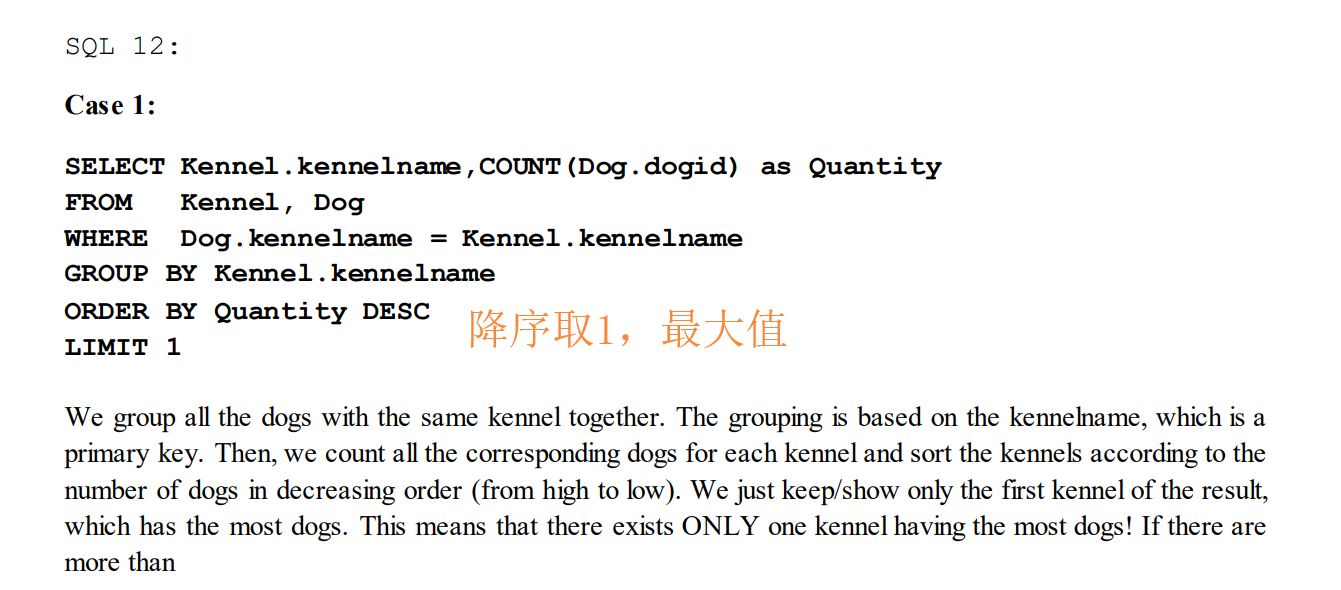 SQL 12:
Case 1:
SELECT Kennel.kennelname,COUNT(Dog.dogid) as Quantity
FROM Kennel, Dog
WHERE Dog.kennelname = Kennel.kennelname
GROUP BY Kennel.kennelname
ORDER BY Quantity DESC
降序取1，最大值
LIMIT 1
We group all the dogs with the same kennel together. The grouping is based on the kennelname, which is a
primary key. Then, we count all the corresponding dogs for each kennel and sort the kennels according to the
number of dogs in decreasing order (from high to low). We just keep/show only the first kennel of the result,
which has the most dogs. This means that there exists ONLY one kennel having the most dogs! If there are
more than